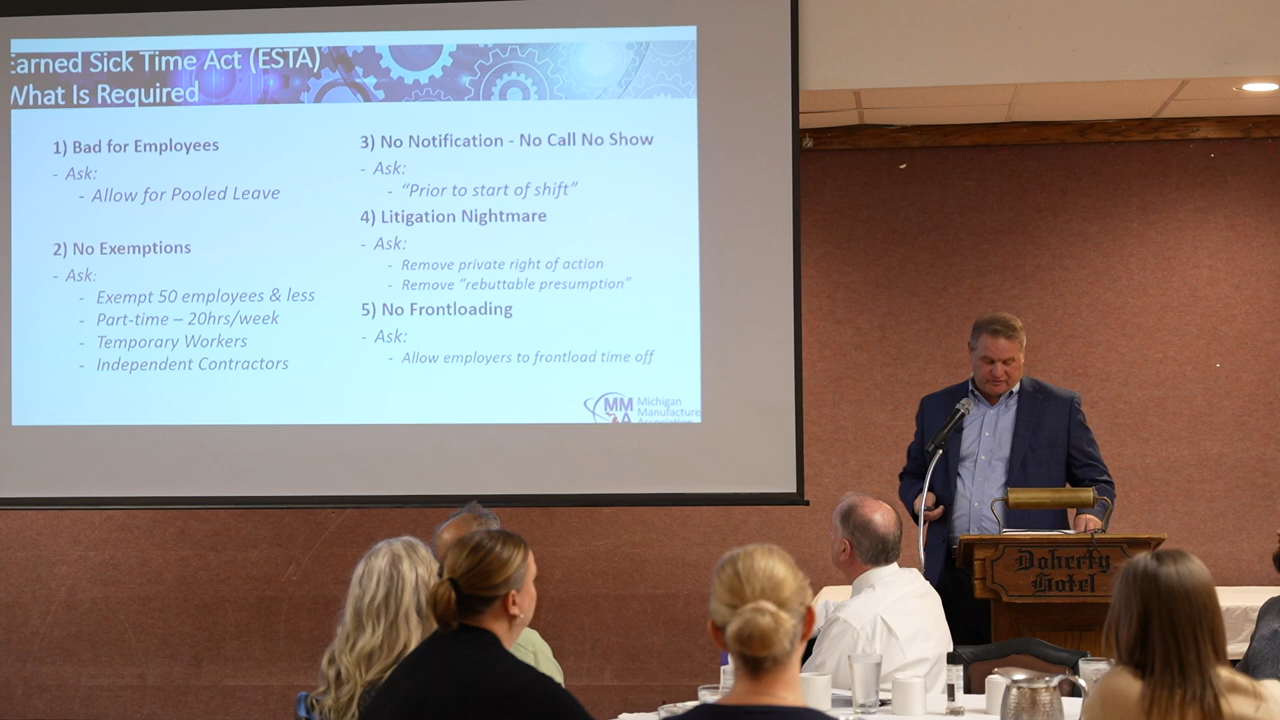 Earned Sick Time Act (ESTA)
What Is Required
1) Bad for Employees
- Ask:
- Allow for Pooled Leave
2) No Exemptions
- Ask:
- Exempt 50 employees & less
- Part-time – 20hrs/week
- Temporary Workers
- Independent Contractors
3) No Notification - No Call No Show
- Ask:
- “Prior to start of shift”
4) Litigation Nightmare
- Ask:
- Remove private right of action
- Remove “rebuttable presumption”
5) No Frontloading
- Ask:
- Allow employers to frontload time off
MM
A
Michigan
Manufacture
Association
Doherty
Hotel